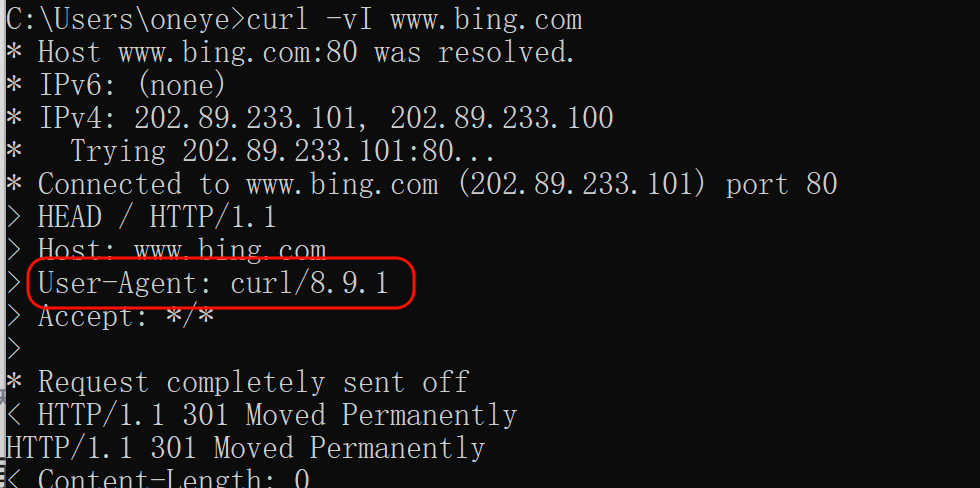 C:\Users\oneye>curl -vI www.bing.com
* Host www.bing.com:80 was resolved.
* IPv6: (none)
* IPv4: 202.89.233.101, 202.89.233.100
*   Trying 202.89.233.101:80...
* Connected to www.bing.com (202.89.233.101) port 80
> HEAD / HTTP/1.1
> Host: www.bing.com
> User-Agent: curl/8.9.1
> Accept: */*
>
* Request completely sent off
< HTTP/1.1 301 Moved Permanently
HTTP/1.1 301 Moved Permanently
< Content-Length: 0